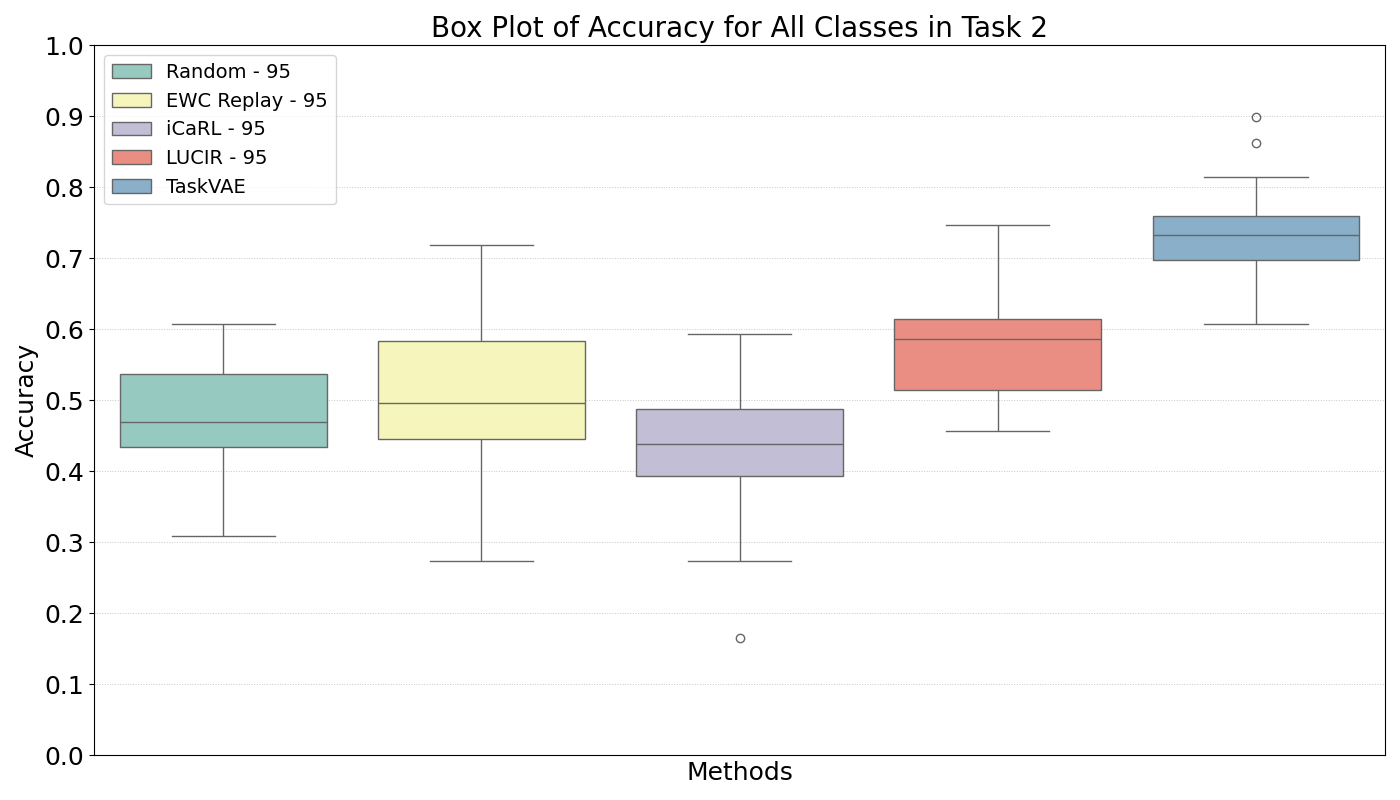 Box Plot of Accuracy for All Classes in Task 2
1.0
0.9
0.8
0.7
0.6
0.5
0.4
0.3
0.2
0.1
0.0
Accuracy
Random - 95
EWC Replay - 95
iCaRL - 95
LUCIR - 95
TaskVAE
Methods